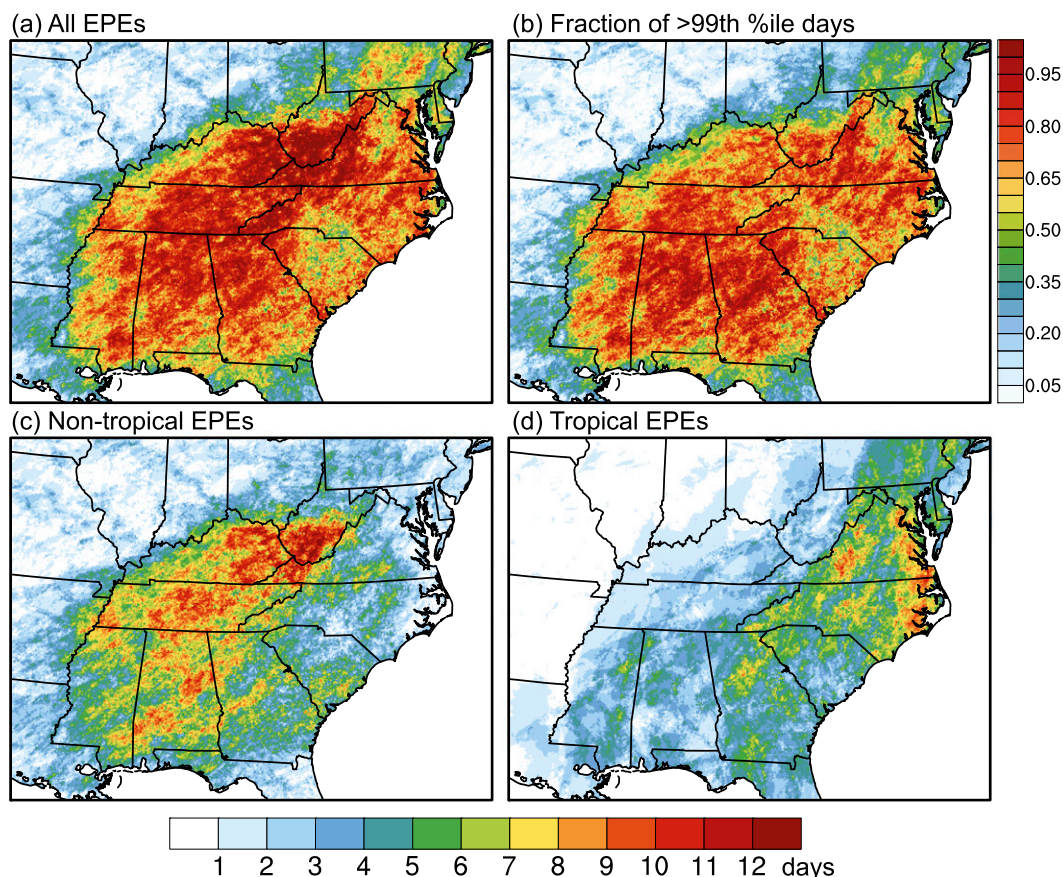 (a) All EPEs
(b) Fraction of >99th %ile days
0.95
0.80
0.65
0.50
0.35
0.20
0.05
(c) Non-tropical EPEs
(d) Tropical EPEs
1 2 3 4 5 6 7 8 9 10 11 12 days